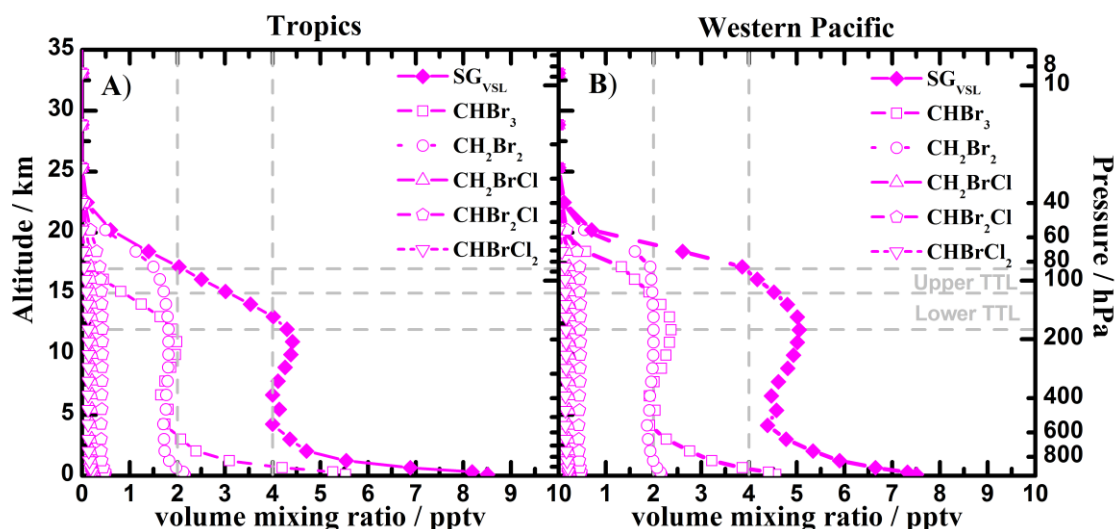 Tropics
Western Pacific
35
30
25
20
15
10
5
0
Altitude / km
A)
SG_VSL
CHBr₃
CH₂Br₂
CH₂BrCl
CHBr₂Cl
CHBrCl₂
0 1 2 3 4 5 6 7 8 9
volume mixing ratio / pptv
B)
SG_VSL
CHBr₃
CH₂Br₂
CH₂BrCl
CHBr₂Cl
CHBrCl₂
Upper TTL
Lower TTL
10 1 2 3 4 5 6 7 8 9 10
volume mixing ratio / pptv
8
10
40
60
80
100
200
400
600
800
Pressure / hPa